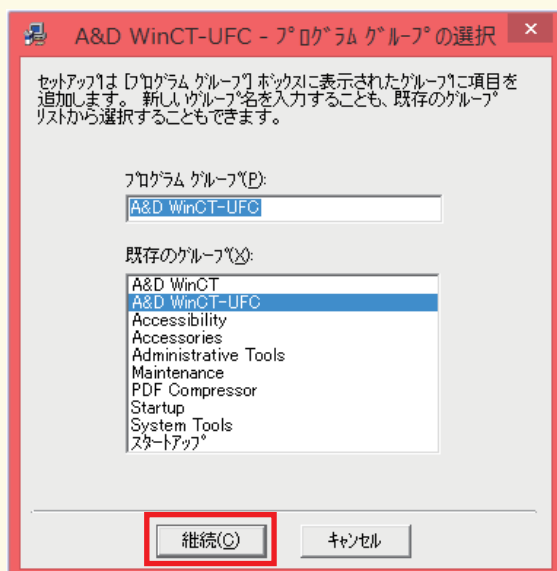 A&D WinCT-UFC - ﾌﾟﾛｸﾞﾗﾑ ｸﾞﾙｰﾌﾟの選択
ｾｯﾄｱｯﾌﾟは [ﾌﾟﾛｸﾞﾗﾑ ｸﾞﾙｰﾌﾟ] ﾎﾞｯｸｽに表示されたｸﾞﾙｰﾌﾟに項目を
追加します。 新しいｸﾞﾙｰﾌﾟ名を入力することも、既存のｸﾞﾙｰﾌﾟ
ﾘｽﾄから選択することもできます。
ﾌﾟﾛｸﾞﾗﾑ ｸﾞﾙｰﾌﾟ(P):
A&D WinCT-UFC
既存のｸﾞﾙｰﾌﾟ(X):
A&D WinCT
A&D WinCT-UFC
Accessibility
Accessories
Administrative Tools
Maintenance
PDF Compressor
Startup
System Tools
ｽﾀｰﾄｱｯﾌﾟ
継続(C)
ｷｬﾝｾﾙ